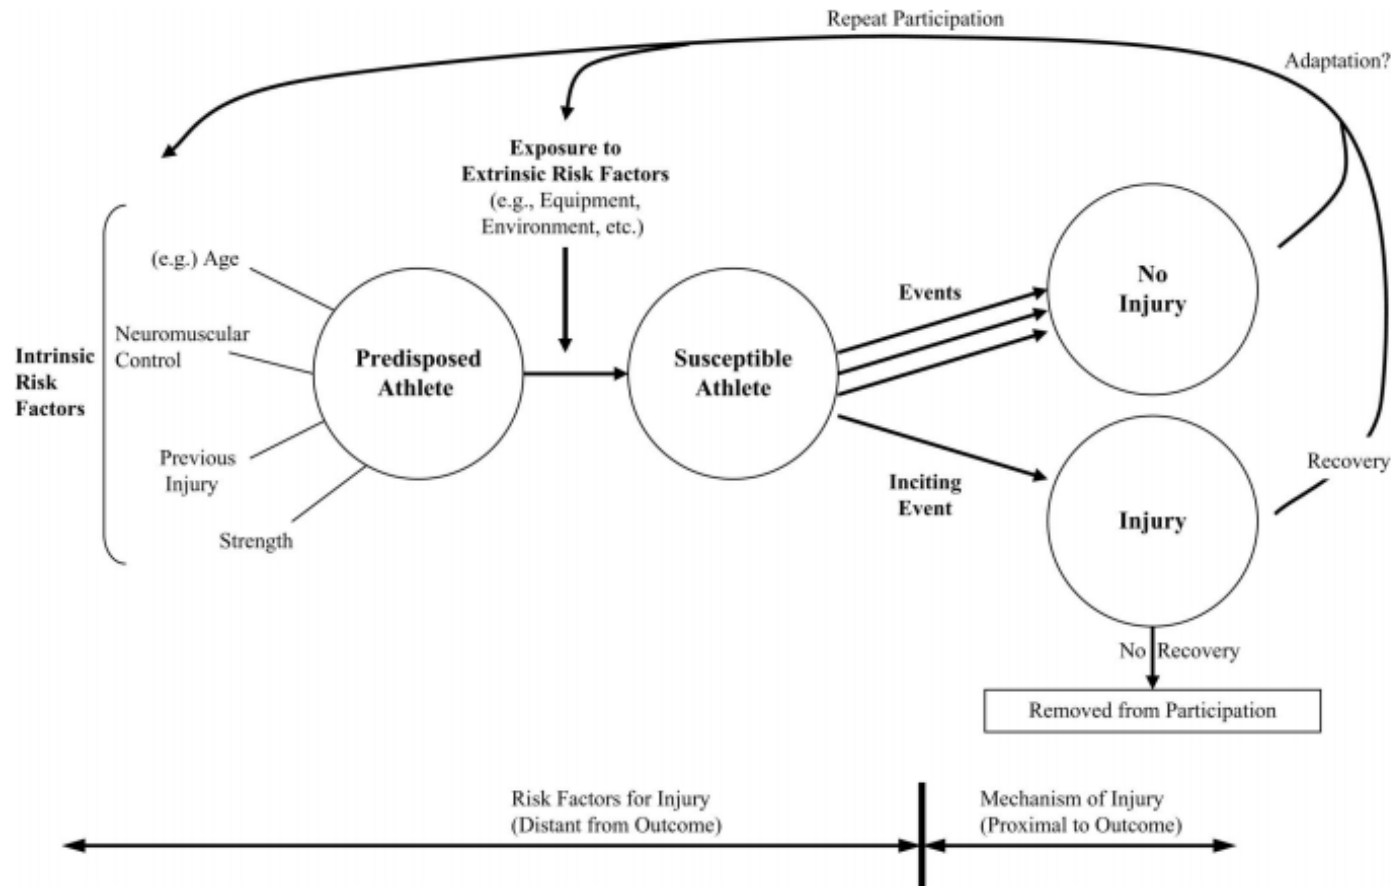 Repeat Participation
Adaptation?
Exposure to
Extrinsic Risk Factors
(e.g., Equipment,
Environment, etc.)
Intrinsic
Risk
Factors
(e.g.) Age
Neuromuscular
Control
Previous
Injury
Strength
Predisposed
Athlete
Susceptible
Athlete
Events
Inciting
Event
No
Injury
Injury
Recovery
No Recovery
Removed from Participation
Risk Factors for Injury
(Distant from Outcome)
Mechanism of Injury
(Proximal to Outcome)